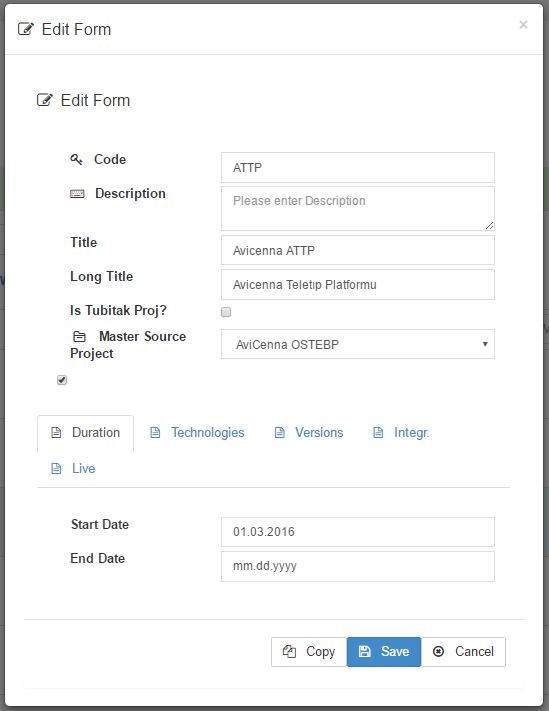 Edit Form ×
Edit Form
Code ATTP
Description Please enter Description
Title Avicenna ATTP
Long Title Avicenna Teletıp Platformu
Is Tubitak Proj?
Master Source
Project AviCenna OSTEBP
Duration Technologies Versions Integr.
Live
Start Date 01.03.2016
End Date mm.dd.yyyy
Copy Save Cancel